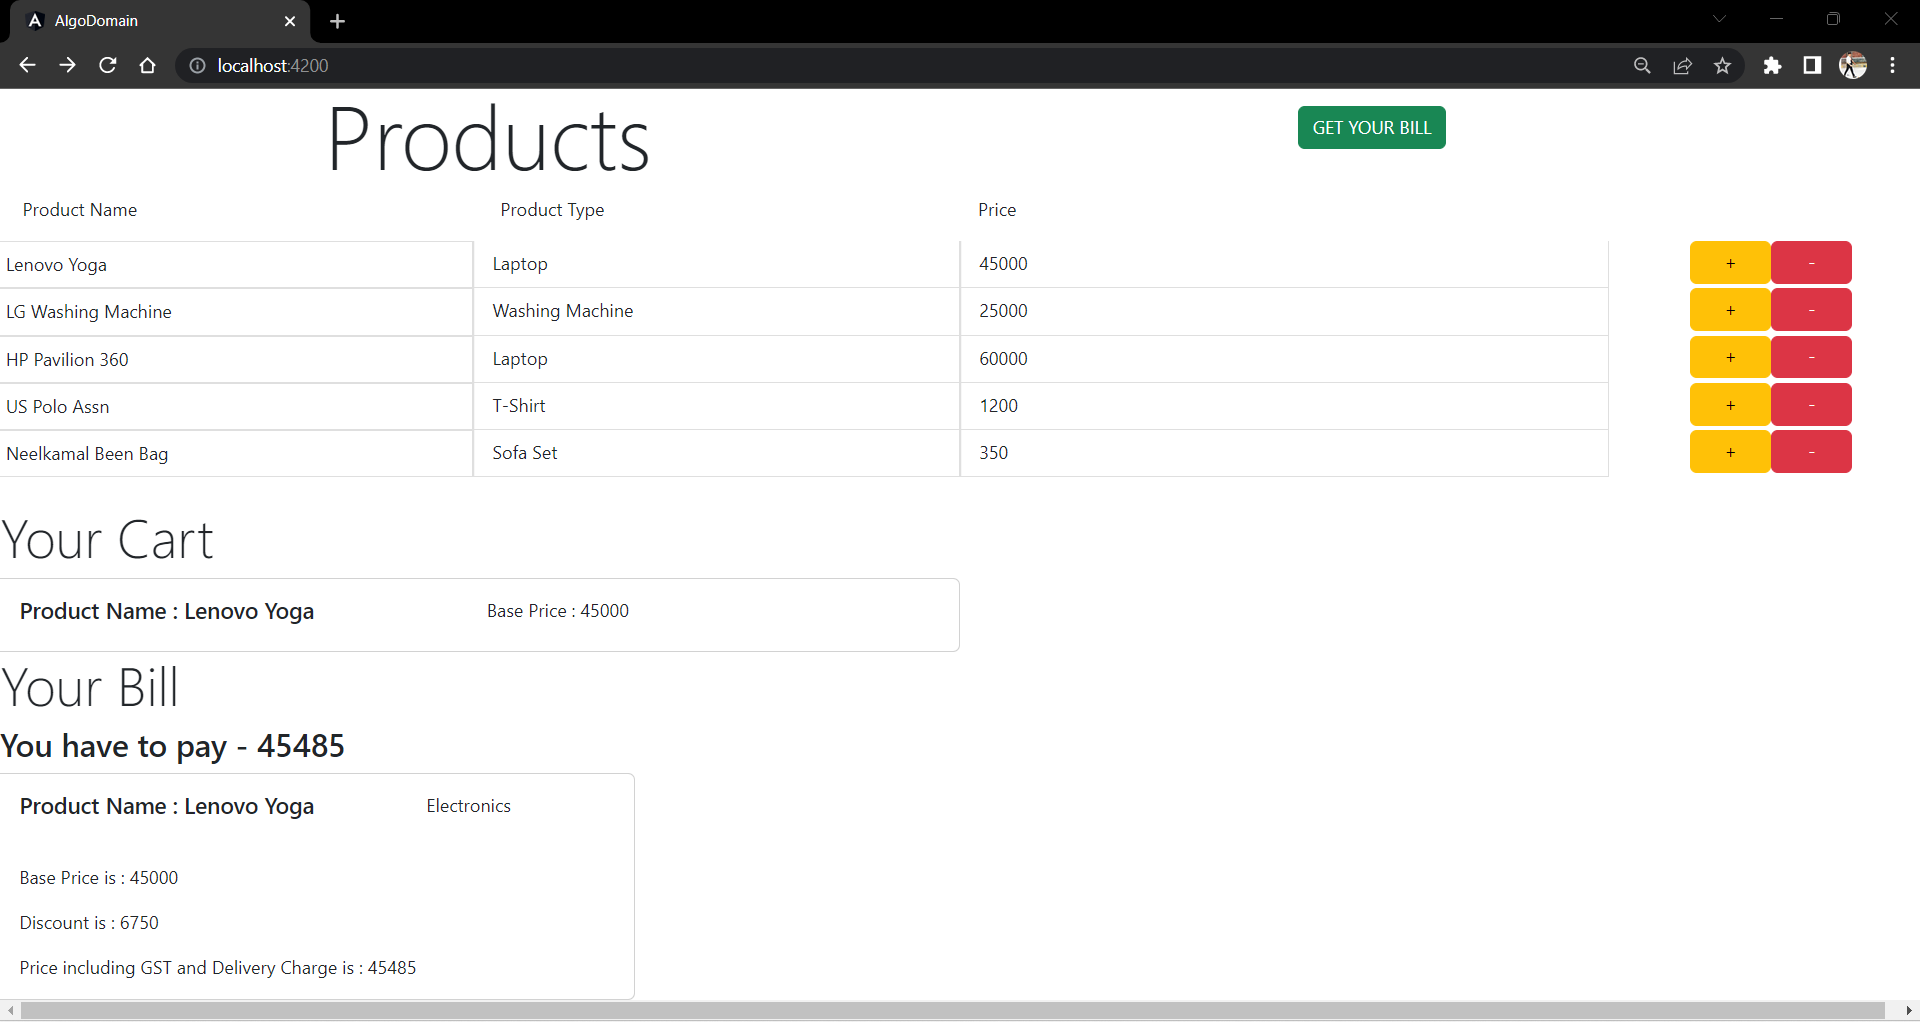 AlgoDomain
localhost:4200
Products
GET YOUR BILL
Product Name Product Type Price
Lenovo Yoga Laptop 45000 + -
LG Washing Machine Washing Machine 25000 + -
HP Pavilion 360 Laptop 60000 + -
US Polo Assn T-Shirt 1200 + -
Neelkamal Been Bag Sofa Set 350 + -
Your Cart
Product Name : Lenovo Yoga Base Price : 45000
Your Bill
You have to pay - 45485
Product Name : Lenovo Yoga Electronics
Base Price is : 45000
Discount is : 6750
Price including GST and Delivery Charge is : 45485